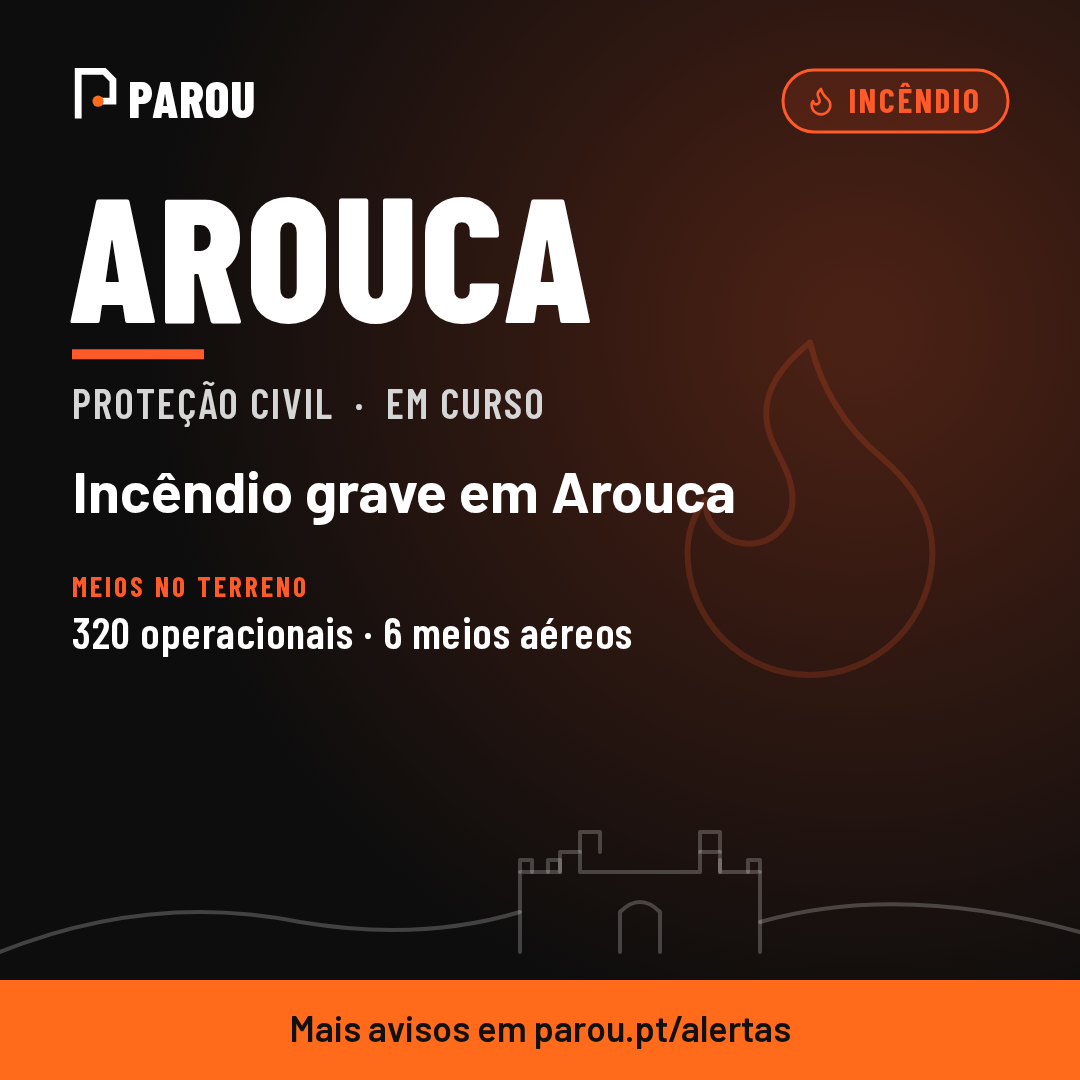 PAROU
INCÊNDIO
AROUCA
PROTEÇÃO CIVIL · EM CURSO
Incêndio grave em Arouca
MEIOS NO TERRENO
320 operacionais · 6 meios aéreos
Mais avisos em parou.pt/alertas